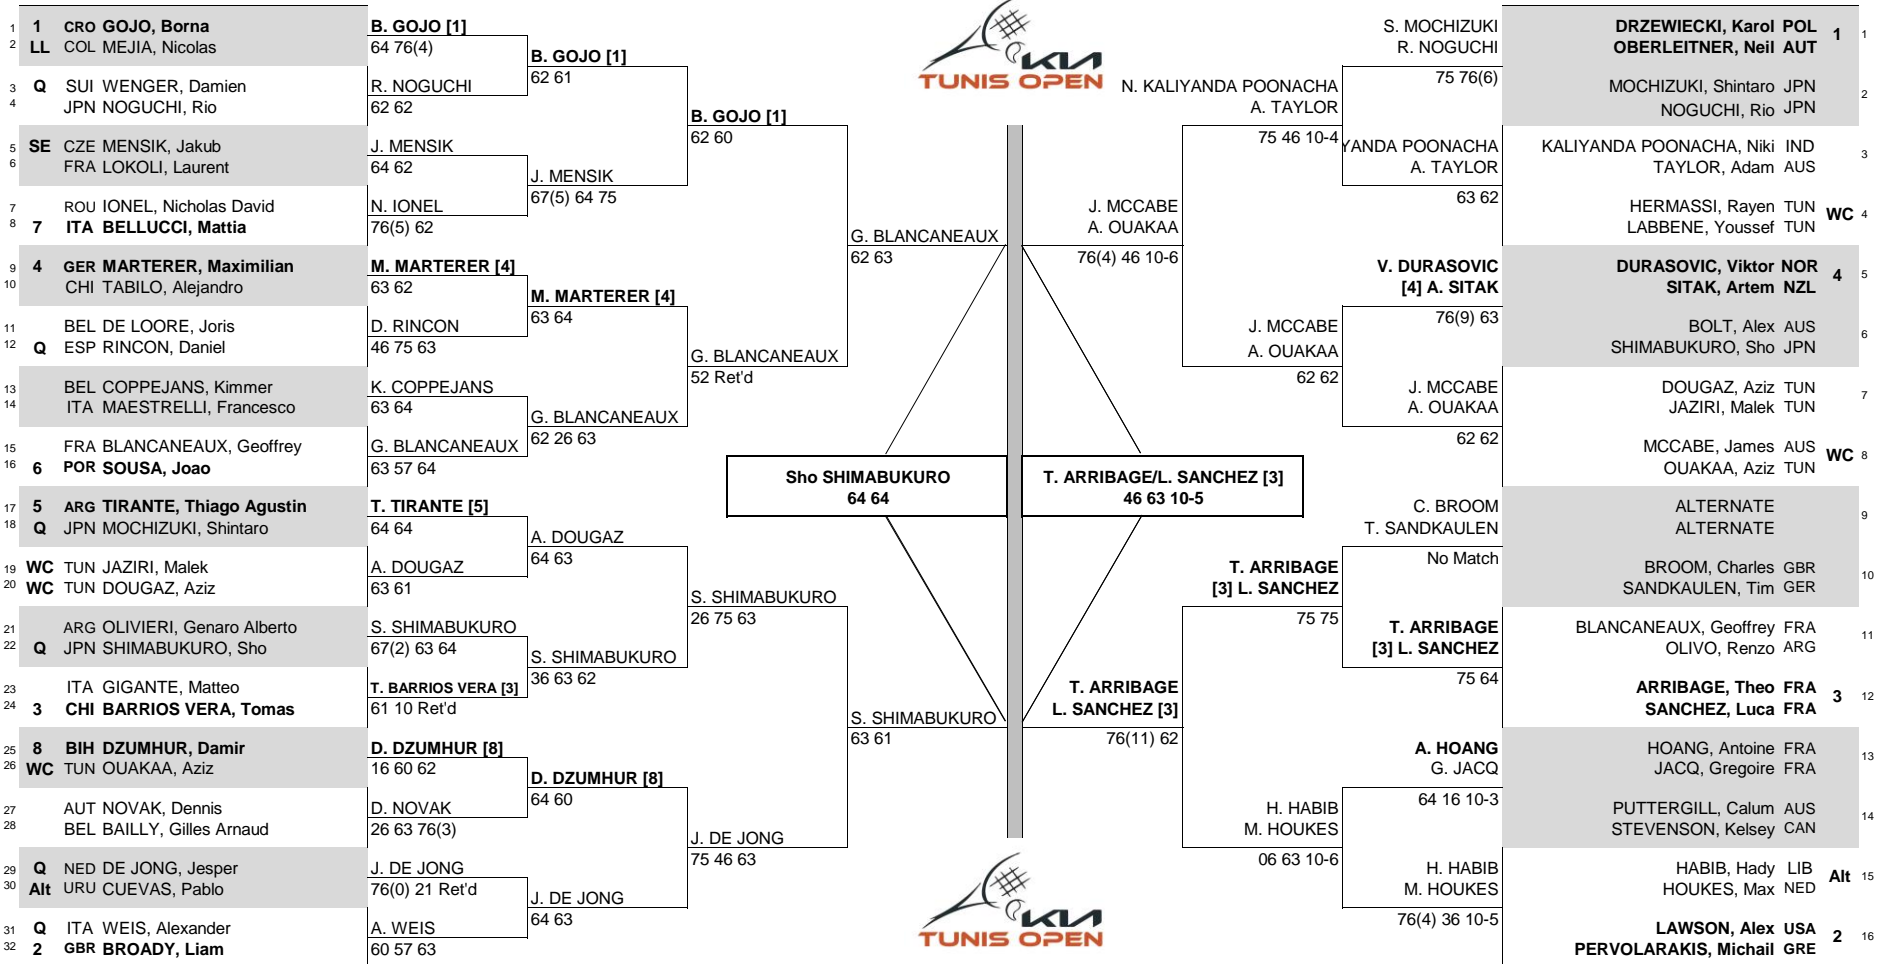 1 1 CRO GOJO, Borna
2 LL COL MEJIA, Nicolas
3 Q SUI WENGER, Damien
4 JPN NOGUCHI, Rio
5 SE CZE MENSIK, Jakub
6 FRA LOKOLI, Laurent
7 ROU IONEL, Nicholas David
8 7 ITA BELLUCCI, Mattia
9 4 GER MARTERER, Maximilian
10 CHI TABILO, Alejandro
11 BEL DE LOORE, Joris
12 Q ESP RINCON, Daniel
13 BEL COPPEJANS, Kimmer
14 ITA MAESTRELLI, Francesco
15 FRA BLANCANEAUX, Geoffrey
16 6 POR SOUSA, Joao
17 5 ARG TIRANTE, Thiago Agustin
18 Q JPN MOCHIZUKI, Shintaro
19 WC TUN JAZIRI, Malek
20 WC TUN DOUGAZ, Aziz
21 ARG OLIVIERI, Genaro Alberto
22 Q JPN SHIMABUKURO, Sho
23 ITA GIGANTE, Matteo
24 3 CHI BARRIOS VERA, Tomas
25 8 BIH DZUMHUR, Damir
26 WC TUN OUAKAA, Aziz
27 AUT NOVAK, Dennis
28 BEL BAILLY, Gilles Arnaud
29 Q NED DE JONG, Jesper
30 Alt URU CUEVAS, Pablo
31 Q ITA WEIS, Alexander
32 2 GBR BROADY, Liam
B. GOJO [1]
64 76(4)
R. NOGUCHI
62 62
J. MENSIK
64 62
N. IONEL
76(5) 62
M. MARTERER [4]
63 62
D. RINCON
46 75 63
K. COPPEJANS
63 64
G. BLANCANEAUX
63 57 64
T. TIRANTE [5]
64 64
A. DOUGAZ
63 61
S. SHIMABUKURO
67(2) 63 64
T. BARRIOS VERA [3]
61 10 Ret'd
D. DZUMHUR [8]
16 60 62
D. NOVAK
26 63 76(3)
J. DE JONG
76(0) 21 Ret'd
A. WEIS
60 57 63
B. GOJO [1]
62 61
J. MENSIK
67(5) 64 75
M. MARTERER [4]
63 64
G. BLANCANEAUX
62 26 63
A. DOUGAZ
64 63
S. SHIMABUKURO
36 63 62
D. DZUMHUR [8]
64 60
J. DE JONG
64 63
B. GOJO [1]
62 60
G. BLANCANEAUX
52 Ret'd
S. SHIMABUKURO
26 75 63
J. DE JONG
75 46 63
G. BLANCANEAUX
62 63
S. SHIMABUKURO
63 61
Sho SHIMABUKURO
64 64
KIA
TUNIS OPEN
KIA
TUNIS OPEN
T. ARRIBAGE/L. SANCHEZ [3]
46 63 10-5
J. MCCABE
A. OUAKAA
76(4) 46 10-6
T. ARRIBAGE
L. SANCHEZ [3]
76(11) 62
N. KALIYANDA POONACHA
A. TAYLOR
75 46 10-4
J. MCCABE
A. OUAKAA
62 62
T. ARRIBAGE
[3] L. SANCHEZ
75 75
H. HABIB
M. HOUKES
06 63 10-6
S. MOCHIZUKI
R. NOGUCHI
75 76(6)
YANDA POONACHA
A. TAYLOR
63 62
V. DURASOVIC
[4] A. SITAK
76(9) 63
J. MCCABE
A. OUAKAA
62 62
C. BROOM
T. SANDKAULEN
No Match
T. ARRIBAGE
[3] L. SANCHEZ
75 64
A. HOANG
G. JACQ
64 16 10-3
H. HABIB
M. HOUKES
76(4) 36 10-5
DRZEWIECKI, Karol POL 1 1
OBERLEITNER, Neil AUT
MOCHIZUKI, Shintaro JPN 2
NOGUCHI, Rio JPN
KALIYANDA POONACHA, Niki IND 3
TAYLOR, Adam AUS
HERMASSI, Rayen TUN WC 4
LABBENE, Youssef TUN
DURASOVIC, Viktor NOR 4 5
SITAK, Artem NZL
BOLT, Alex AUS 6
SHIMABUKURO, Sho JPN
DOUGAZ, Aziz TUN 7
JAZIRI, Malek TUN
MCCABE, James AUS WC 8
OUAKAA, Aziz TUN
ALTERNATE 9
ALTERNATE
BROOM, Charles GBR 10
SANDKAULEN, Tim GER
BLANCANEAUX, Geoffrey FRA 11
OLIVO, Renzo ARG
ARRIBAGE, Theo FRA 3 12
SANCHEZ, Luca FRA
HOANG, Antoine FRA 13
JACQ, Gregoire FRA
PUTTERGILL, Calum AUS 14
STEVENSON, Kelsey CAN
HABIB, Hady LIB Alt 15
HOUKES, Max NED
LAWSON, Alex USA 2 16
PERVOLARAKIS, Michail GRE